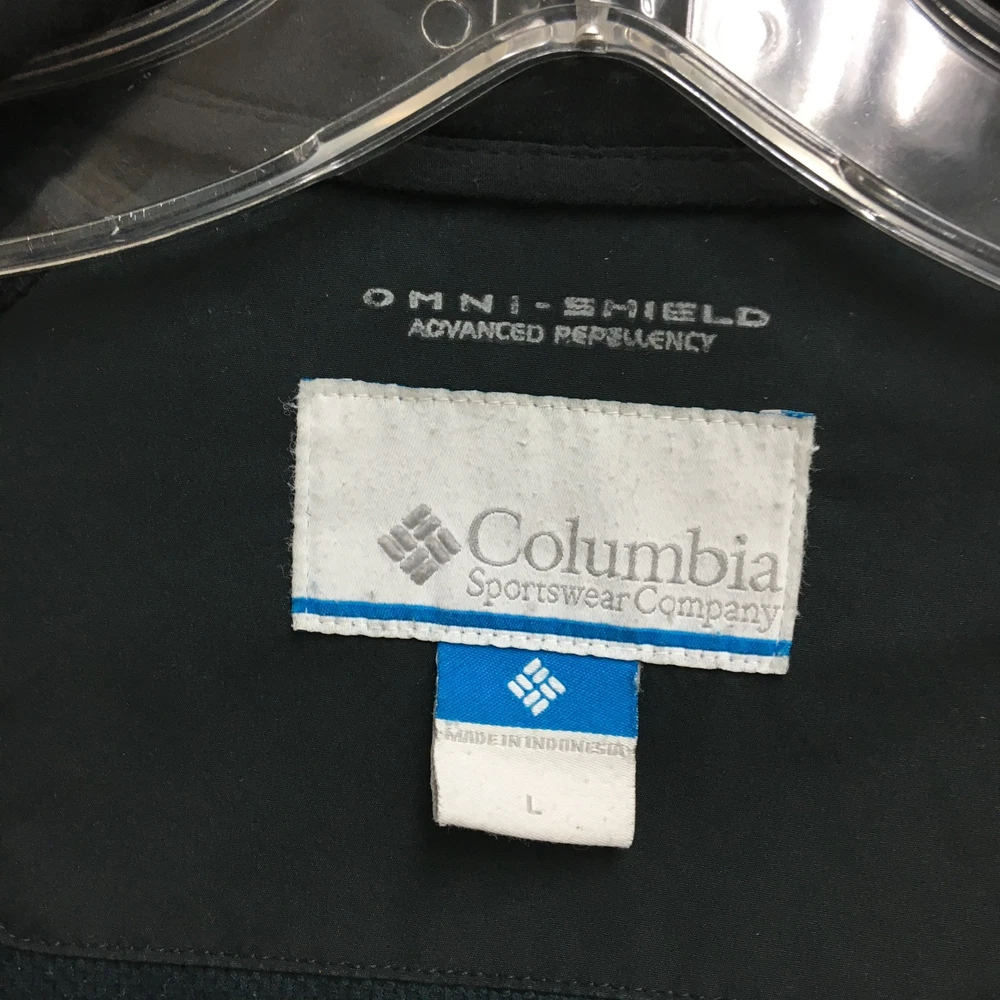 OMNI-SHIELD
ADVANCED REPELLENCY
Columbia
Sportswear Company
MADE IN INDONESIA
L